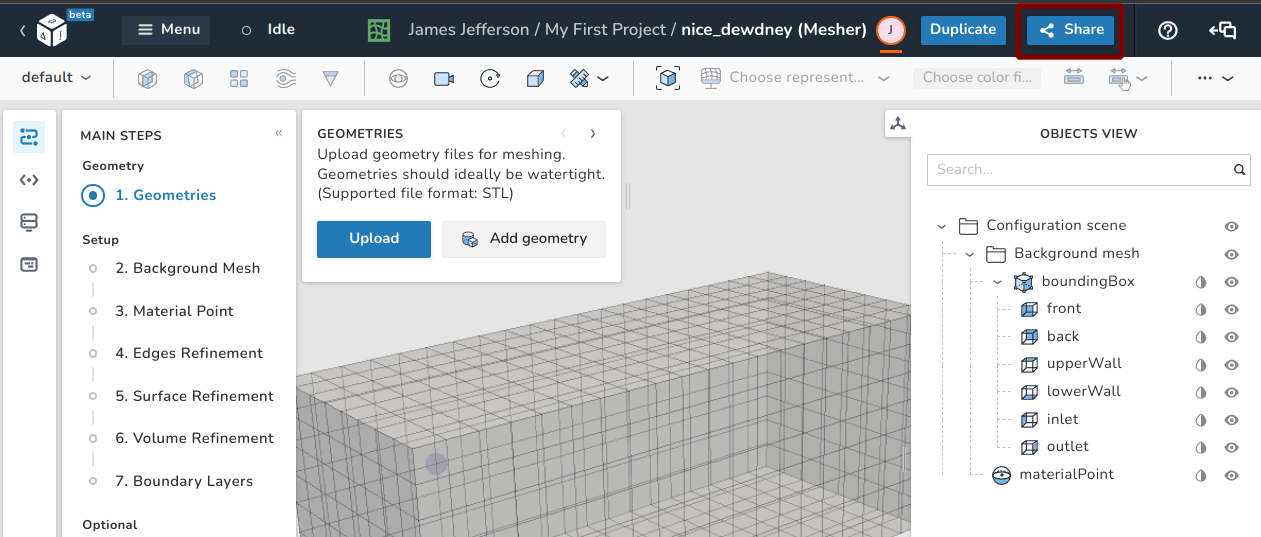 beta
Menu
Idle
James Jefferson / My First Project / nice_dewdney (Mesher)
J
Duplicate
Share
default
Choose represent...
Choose color fi...
MAIN STEPS
Geometry
1. Geometries
Setup
2. Background Mesh
3. Material Point
4. Edges Refinement
5. Surface Refinement
6. Volume Refinement
7. Boundary Layers
Optional
GEOMETRIES
Upload geometry files for meshing.
Geometries should ideally be watertight.
(Supported file format: STL)
Upload
Add geometry
OBJECTS VIEW
Search...
Configuration scene
Background mesh
boundingBox
front
back
upperWall
lowerWall
inlet
outlet
materialPoint